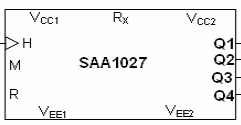 VCC1 RX VCC2
H Q1
M SAA1027 Q2
Q3
R Q4
VEE1 VEE2